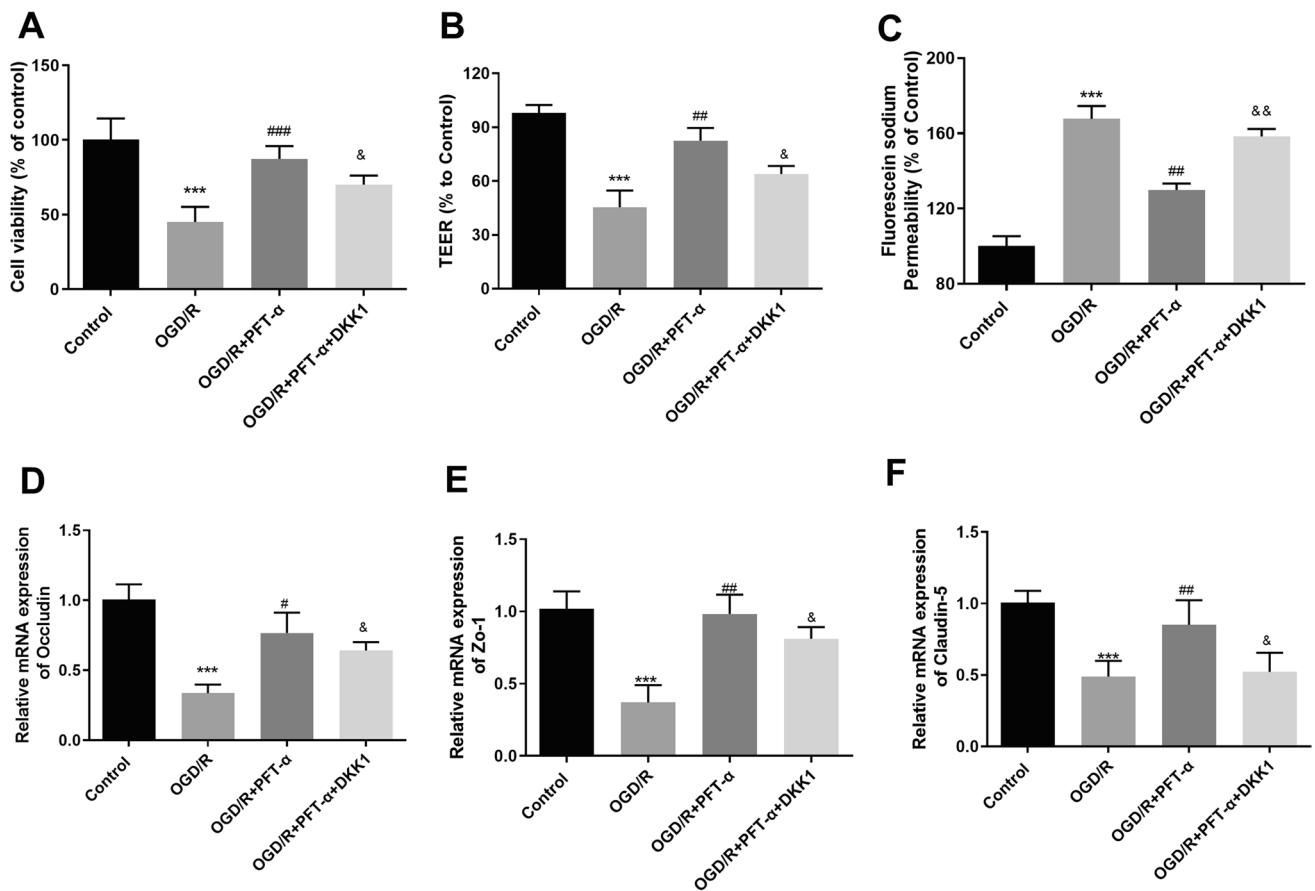 A
Cell viability (% of control)
150
100
50
0
***
###
&
Control
OGD/R
OGD/R+PFT-α
OGD/R+PFT-α+DKK1
B
TEER (% to Control)
120
90
60
30
0
***
##
&
Control
OGD/R
OGD/R+PFT-α
OGD/R+PFT-α+DKK1
C
Fluorescein sodium
Permeability (% of Control)
200
160
120
80
***
##
&&
Control
OGD/R
OGD/R+PFT-α
OGD/R+PFT-α+DKK1
D
Relative mRNA expression
of Occludin
1.5
1.0
0.5
0.0
***
#
&
Control
OGD/R
OGD/R+PFT-α
OGD/R+PFT-α+DKK1
E
Relative mRNA expression
of Zo-1
1.5
1.0
0.5
0.0
***
##
&
Control
OGD/R
OGD/R+PFT-α
OGD/R+PFT-α+DKK1
F
Relative mRNA expression
of Claudin-5
1.5
1.0
0.5
0.0
***
##
&
Control
OGD/R
OGD/R+PFT-α
OGD/R+PFT-α+DKK1